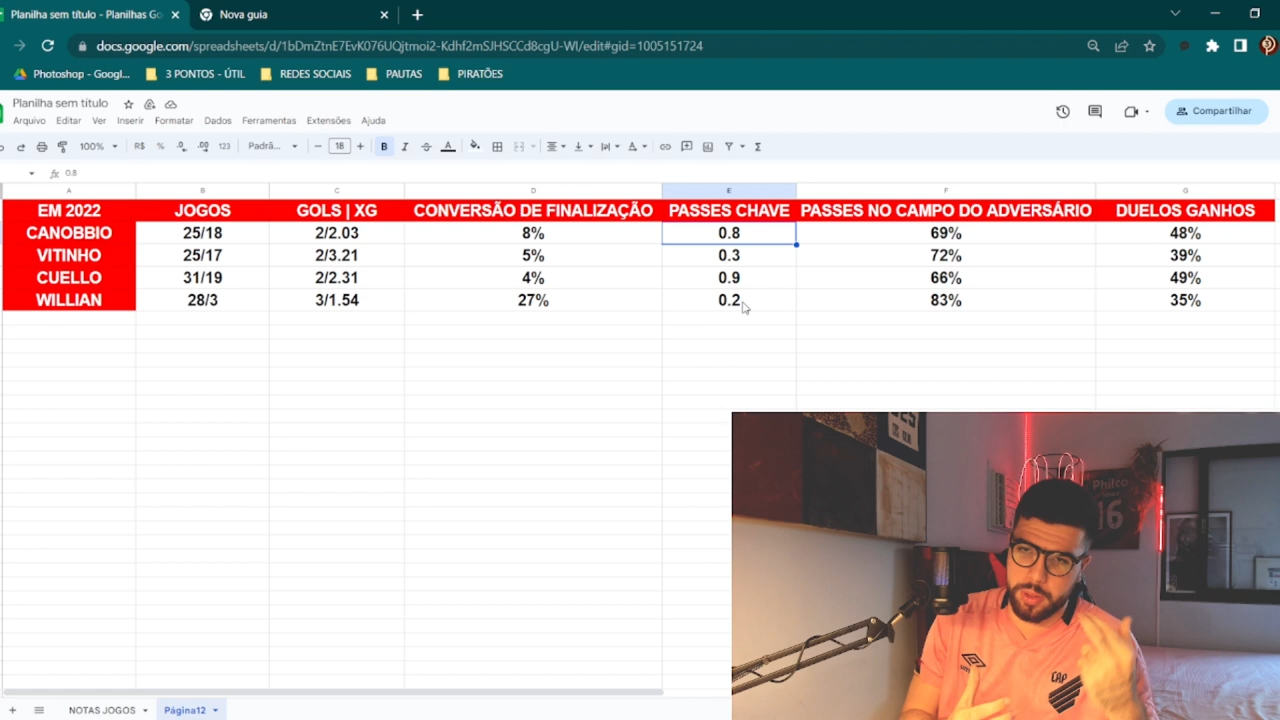 Planilha sem título - Planilhas Go
Nova guia
docs.google.com/spreadsheets/d/1bDmZtnE7EvK076UQjtmoi2-Kdhf2mSJHSCCd8cgU-WI/edit#gid=1005151724
Photoshop - Googl...
3 PONTOS - ÚTIL
REDES SOCIAIS
PAUTAS
PIRATÕES
Planilha sem título
Arquivo Editar Ver Inserir Formatar Dados Ferramentas Extensões Ajuda
Compartilhar
100% R$ % .0 .00 123 Padrã... 18 B I A
fx 0.8
A B C D E F G
EM 2022 JOGOS GOLS | XG CONVERSÃO DE FINALIZAÇÃO PASSES CHAVE PASSES NO CAMPO DO ADVERSÁRIO DUELOS GANHOS
CANOBBIO 25/18 2/2.03 8% 0.8 69% 48%
VITINHO 25/17 2/3.21 5% 0.3 72% 39%
CUELLO 31/19 2/2.31 4% 0.9 66% 49%
WILLIAN 28/3 3/1.54 27% 0.2 83% 35%
Philco
16
CAP
NOTAS JOGOS
Página12